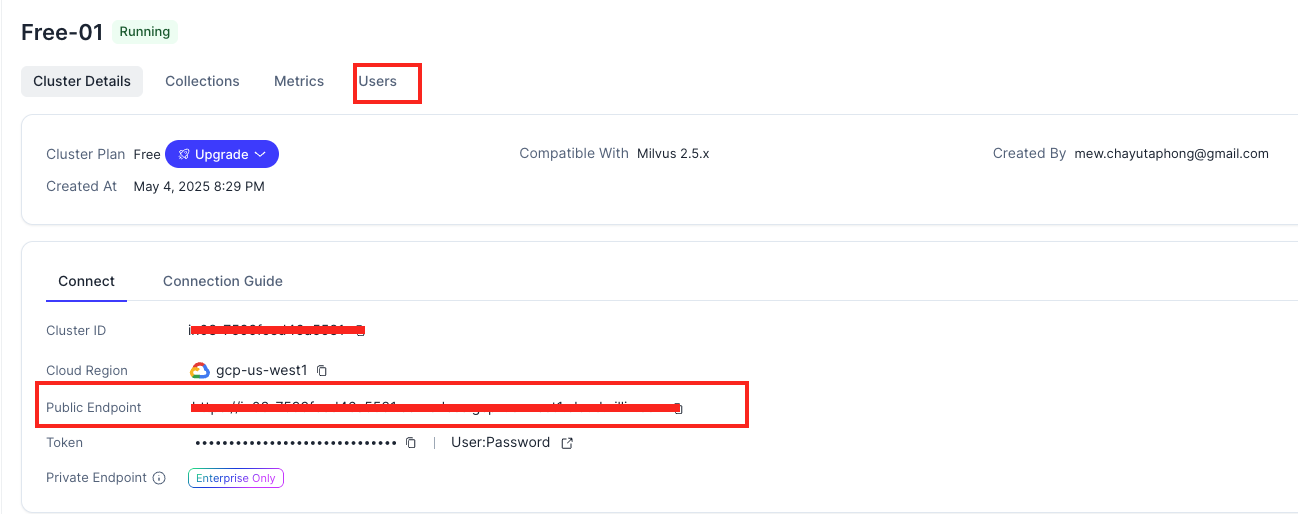 Free-01 Running
Cluster Details Collections Metrics Users
Cluster Plan Free Upgrade Compatible With Milvus 2.5.x Created By mew.chayutaphong@gmail.com
Created At May 4, 2025 8:29 PM
Connect Connection Guide
Cluster ID
Cloud Region gcp-us-west1
Public Endpoint
Token •••••••••••••••••••••••••••••• | User:Password
Private Endpoint Enterprise Only